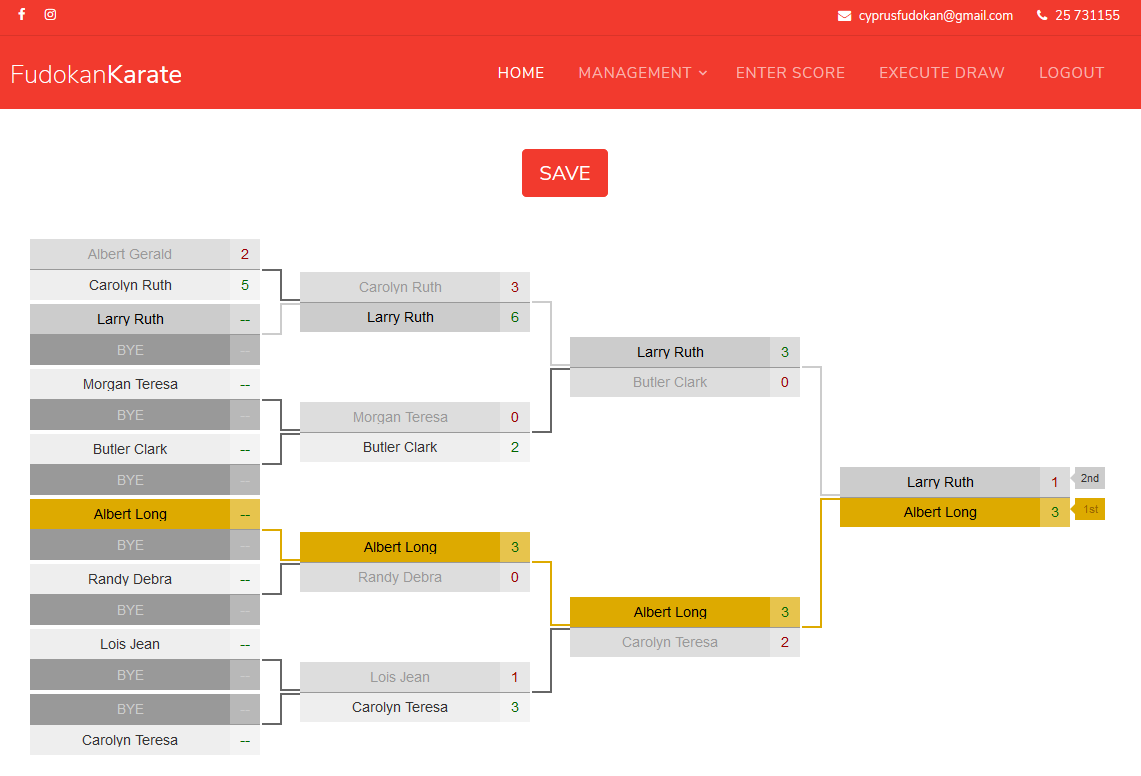 cyprusfudokan@gmail.com 25 731155
FudokanKarate HOME MANAGEMENT ENTER SCORE EXECUTE DRAW LOGOUT
SAVE
Albert Gerald 2
Carolyn Ruth 5
Larry Ruth --
BYE --
Morgan Teresa --
BYE --
Butler Clark --
BYE --
Albert Long --
BYE --
Randy Debra --
BYE --
Lois Jean --
BYE --
BYE --
Carolyn Teresa --
Carolyn Ruth 3
Larry Ruth 6
Morgan Teresa 0
Butler Clark 2
Albert Long 3
Randy Debra 0
Lois Jean 1
Carolyn Teresa 3
Larry Ruth 3
Butler Clark 0
Albert Long 3
Carolyn Teresa 2
Larry Ruth 1 2nd
Albert Long 3 1st